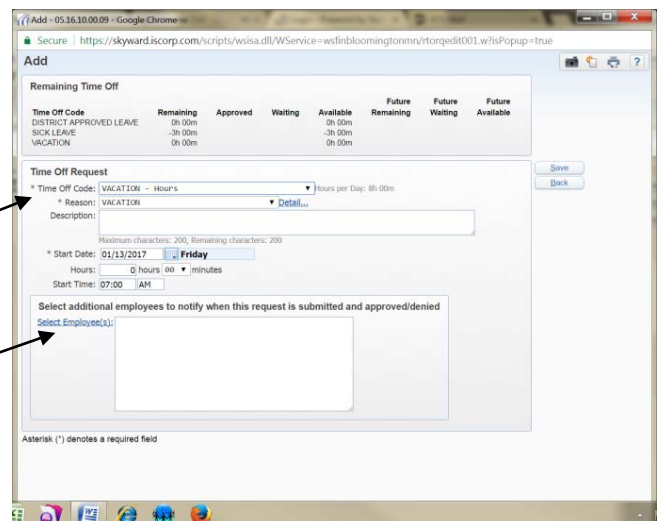 Add - 05.16.10.00.09 - Google Chrome
Secure | https://skyward.iscorp.com/scripts/wsisa.dll/WService=wsfinbloomingtonmn/rtorqedit001.w?isPopup=true
Add
Remaining Time Off
Time Off Code Remaining Approved Waiting Available Future Remaining Future Waiting Future Available
DISTRICT APPROVED LEAVE 0h 00m 0h 00m
SICK LEAVE -3h 00m -3h 00m
VACATION 0h 00m 0h 00m
Time Off Request
Save
* Time Off Code: VACATION - Hours Hours per Day: 8h 00m
Back
* Reason: VACATION Detail...
Description:
Maximum characters: 200, Remaining characters: 200
* Start Date: 01/13/2017 Friday
Hours: 0 hours 00 minutes
Start Time: 07:00 AM
Select additional employees to notify when this request is submitted and approved/denied
Select Employee(s):
Asterisk (*) denotes a required field